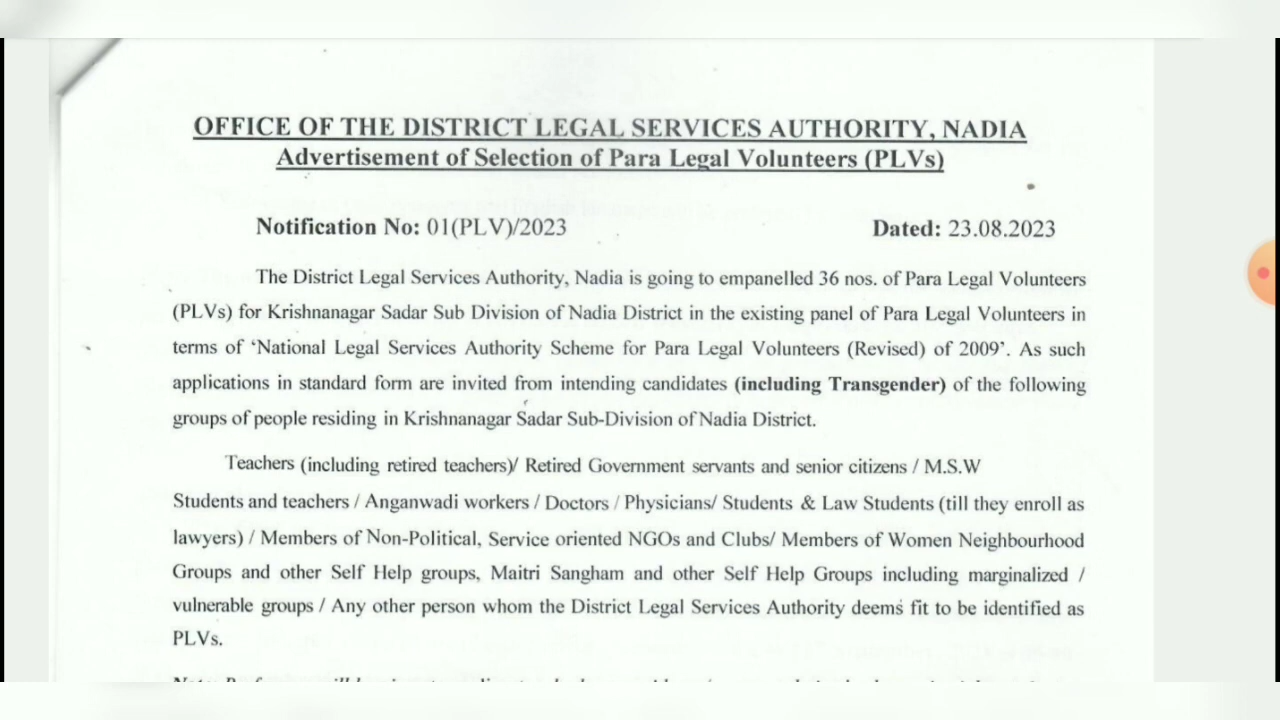 OFFICE OF THE DISTRICT LEGAL SERVICES AUTHORITY, NADIA
Advertisement of Selection of Para Legal Volunteers (PLVs)
Notification No: 01(PLV)/2023 Dated: 23.08.2023
The District Legal Services Authority, Nadia is going to empanelled 36 nos. of Para Legal Volunteers
(PLVs) for Krishnanagar Sadar Sub Division of Nadia District in the existing panel of Para Legal Volunteers in
terms of ‘National Legal Services Authority Scheme for Para Legal Volunteers (Revised) of 2009’. As such
applications in standard form are invited from intending candidates (including Transgender) of the following
groups of people residing in Krishnanagar Sadar Sub-Division of Nadia District.
Teachers (including retired teachers)/ Retired Government servants and senior citizens / M.S.W
Students and teachers / Anganwadi workers / Doctors / Physicians/ Students & Law Students (till they enroll as
lawyers) / Members of Non-Political, Service oriented NGOs and Clubs/ Members of Women Neighbourhood
Groups and other Self Help groups, Maitri Sangham and other Self Help Groups including marginalized /
vulnerable groups / Any other person whom the District Legal Services Authority deems fit to be identified as
PLVs.